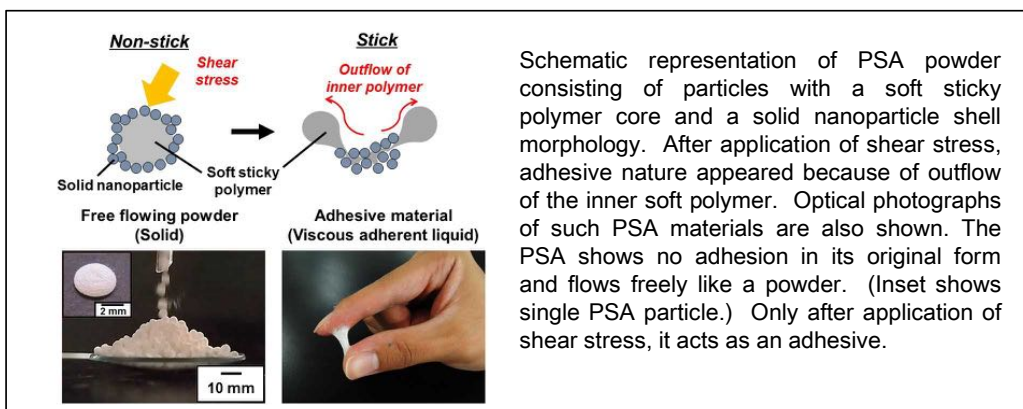 Non-stick
Stick
Shear
stress
Outflow of
inner polymer
Solid nanoparticle
Soft sticky
polymer
Free flowing powder
(Solid)
Adhesive material
(Viscous adherent liquid)
2 mm
10 mm
Schematic representation of PSA powder
consisting of particles with a soft sticky
polymer core and a solid nanoparticle shell
morphology. After application of shear stress,
adhesive nature appeared because of outflow
of the inner soft polymer. Optical photographs
of such PSA materials are also shown. The
PSA shows no adhesion in its original form
and flows freely like a powder. (Inset shows
single PSA particle.) Only after application of
shear stress, it acts as an adhesive.